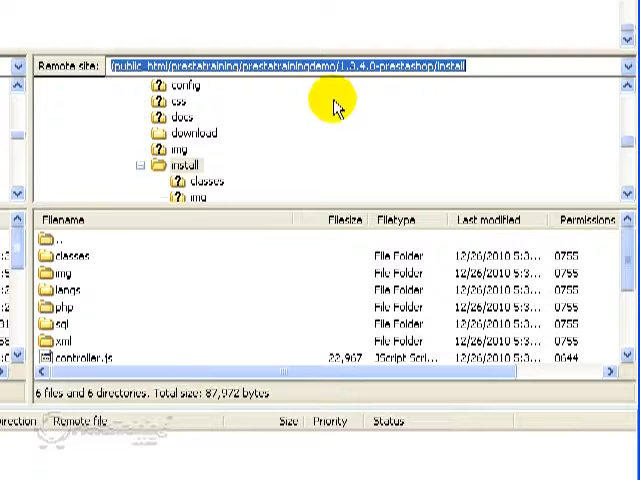 Remote site: /public_html/prestatraining/prestatrainingdemo/1.3.4.0-prestashop/install
config
css
docs
download
img
install
classes
img
Filename Filesize Filetype Last modified Permissions
..
classes File Folder 12/26/2010 5:3... 0755
img File Folder 12/26/2010 5:3... 0755
langs File Folder 12/26/2010 5:3... 0755
php File Folder 12/26/2010 5:3... 0755
sql File Folder 12/26/2010 5:3... 0755
xml File Folder 12/26/2010 5:3... 0755
controller.js 22,967 JScript Scri... 12/26/2010 5:3... 0644
6 files and 6 directories. Total size: 87,972 bytes
irection Remote file Size Priority Status